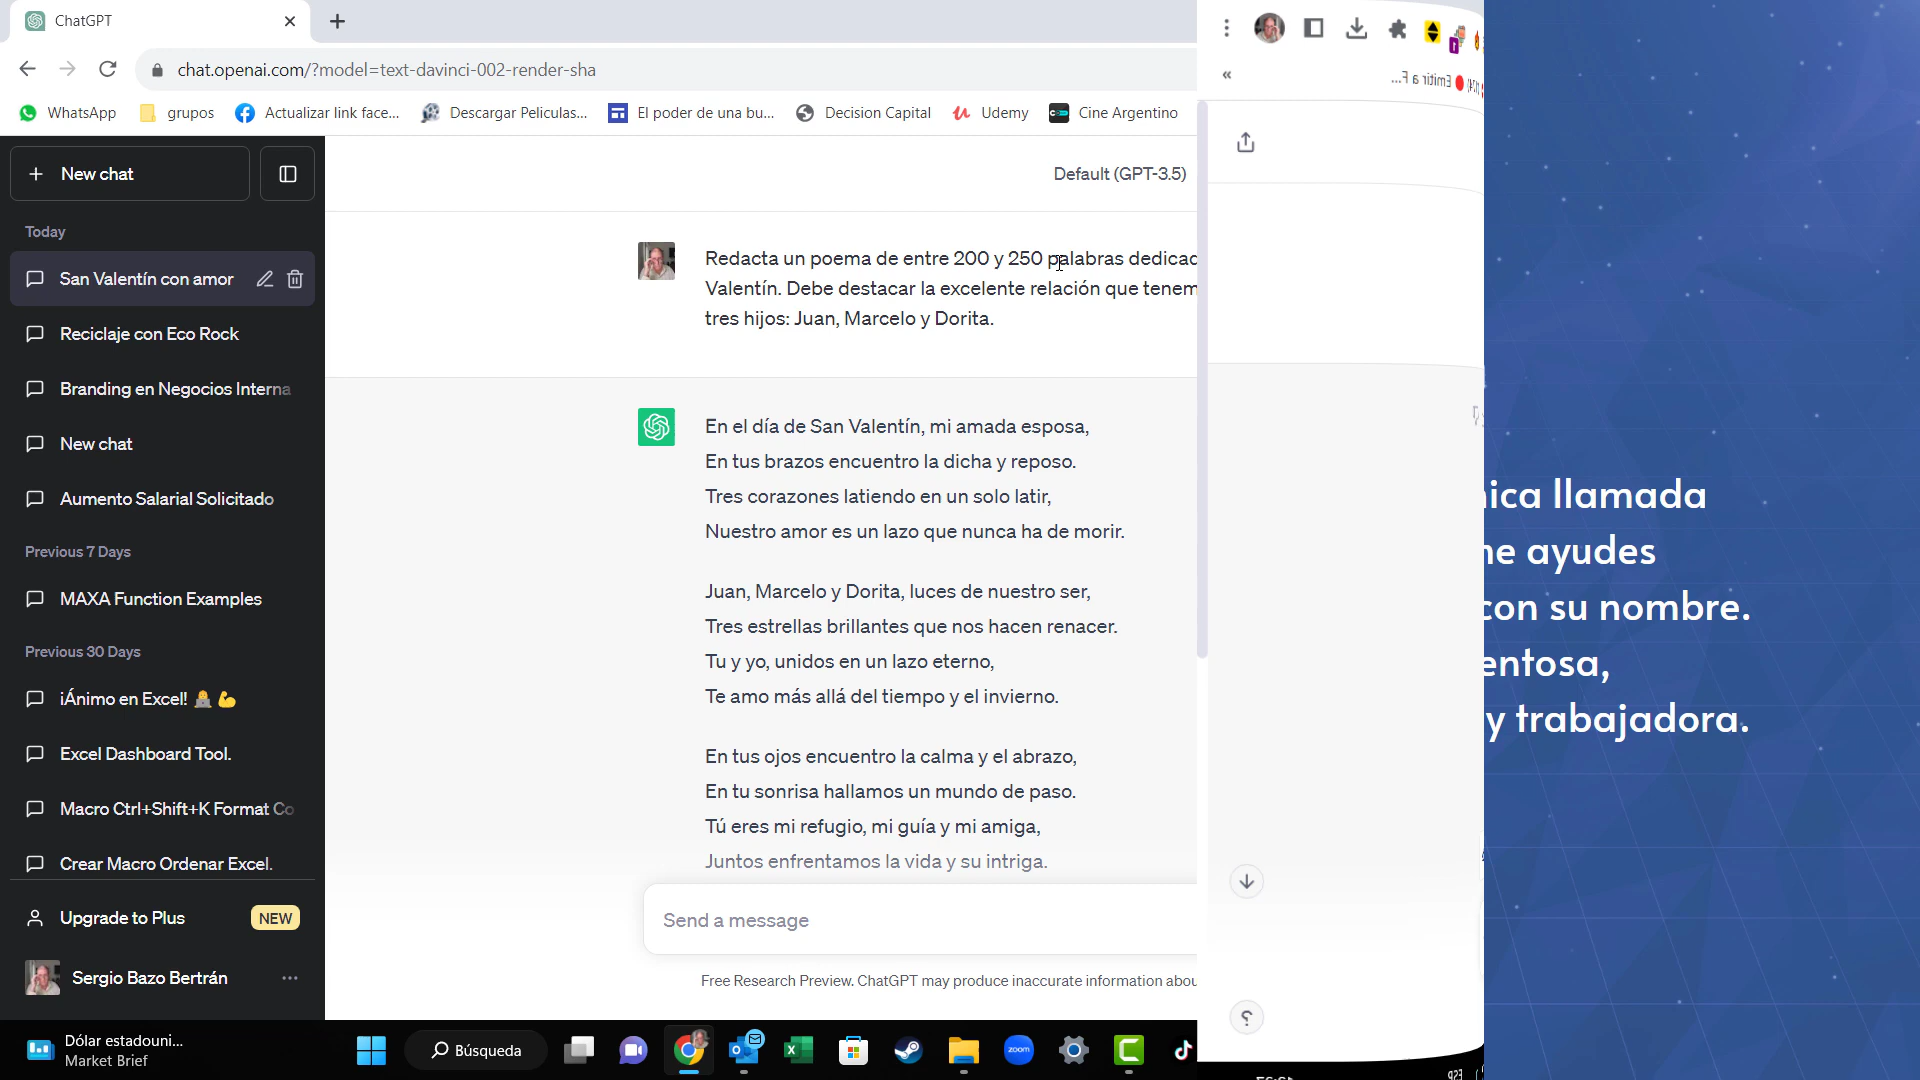 ChatGPT
chat.openai.com/?model=text-davinci-002-render-sha
WhatsApp
grupos
Actualizar link face...
Descargar Peliculas...
El poder de una bu...
Decision Capital
Udemy
Cine Argentino
Emitir a F...
New chat
Today
San Valentín con amor
Reciclaje con Eco Rock
Branding en Negocios Interna
New chat
Aumento Salarial Solicitado
Previous 7 Days
MAXA Function Examples
Previous 30 Days
¡Ánimo en Excel!
Excel Dashboard Tool.
Macro Ctrl+Shift+K Format Co
Crear Macro Ordenar Excel.
Upgrade to Plus
NEW
Sergio Bazo Bertrán
Default (GPT-3.5)
Redacta un poema de entre 200 y 250 palabras dedicad
Valentín. Debe destacar la excelente relación que tenem
tres hijos: Juan, Marcelo y Dorita.
En el día de San Valentín, mi amada esposa,
En tus brazos encuentro la dicha y reposo.
Tres corazones latiendo en un solo latir,
Nuestro amor es un lazo que nunca ha de morir.
Juan, Marcelo y Dorita, luces de nuestro ser,
Tres estrellas brillantes que nos hacen renacer.
Tu y yo, unidos en un lazo eterno,
Te amo más allá del tiempo y el invierno.
En tus ojos encuentro la calma y el abrazo,
En tu sonrisa hallamos un mundo de paso.
Tú eres mi refugio, mi guía y mi amiga,
Juntos enfrentamos la vida y su intriga.
Send a message
Free Research Preview. ChatGPT may produce inaccurate information abou
ica llamada
ne ayudes
con su nombre.
entosa,
y trabajadora.
Dólar estadouni...
Market Brief
Búsqueda
zoom
ESP